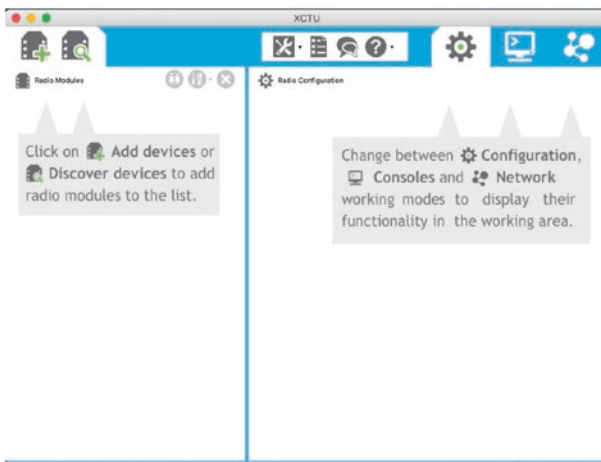 XCTU
Radio Modules
Radio Configuration
Click on Add devices or
Discover devices to add
radio modules to the list.
Change between Configuration,
Consoles and Network
working modes to display their
functionality in the working area.